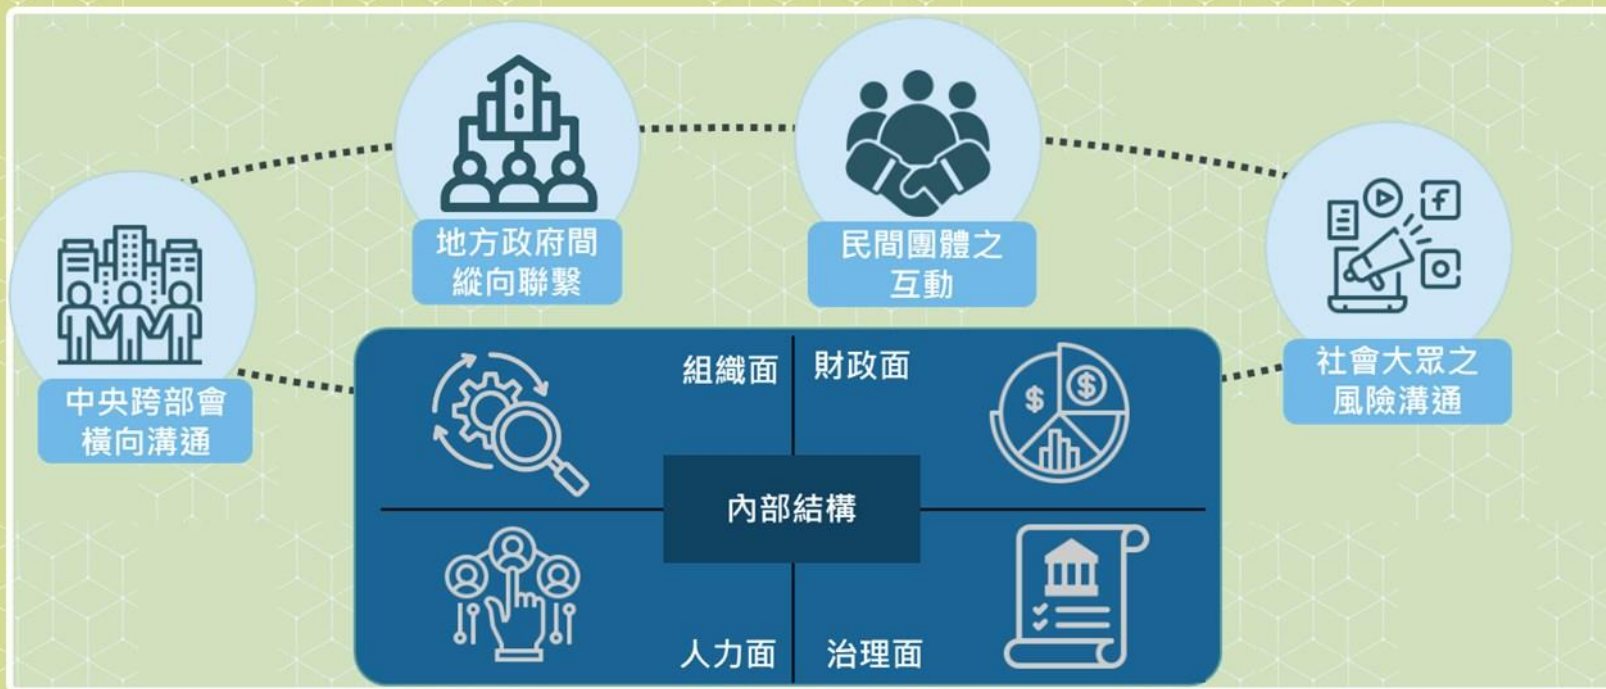 地方政府間
縱向聯繫
民間團體之
互動
中央跨部會
橫向溝通
社會大眾之
風險溝通
組織面
財政面
內部結構
人力面
治理面